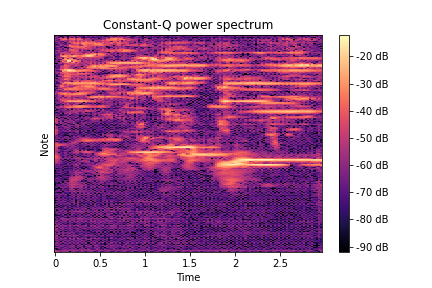 Constant-Q power spectrum
Note
-20 dB
-30 dB
-40 dB
-50 dB
-60 dB
-70 dB
-80 dB
-90 dB
0
0.5
1
1.5
2
2.5
Time